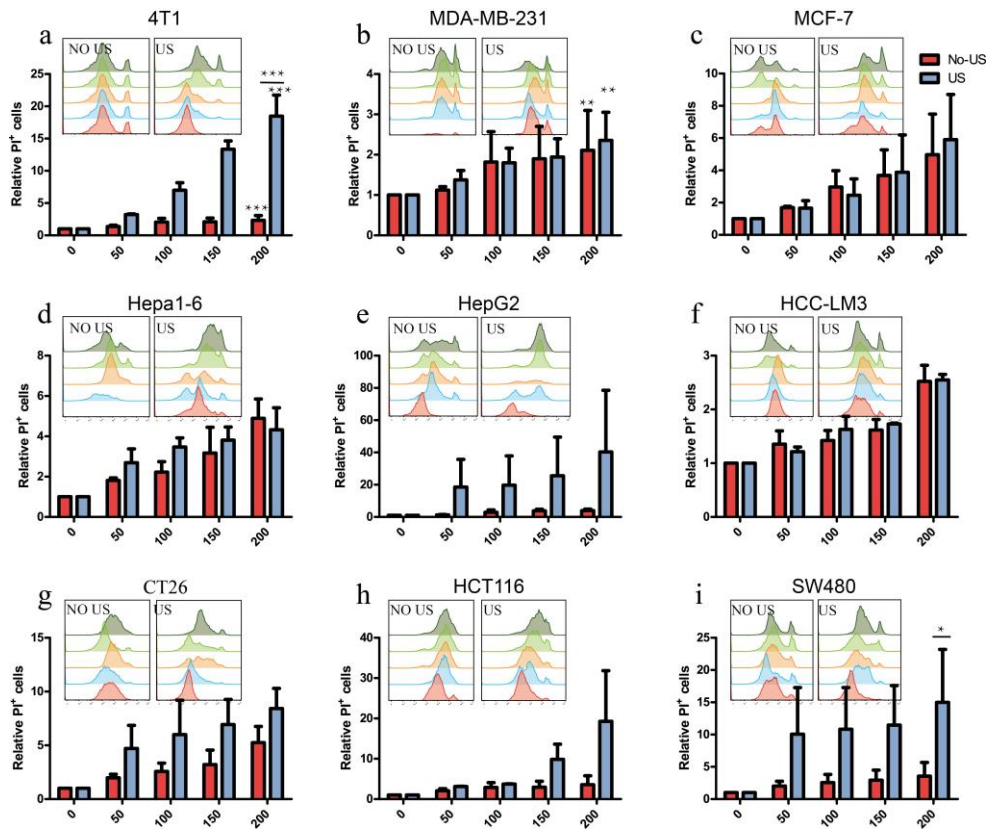 4T1
a
NO US
US
25
20
15
10
5
0
Relative PI+ cells
***
***
***
0 50 100 150 200
MDA-MB-231
b
NO US
US
4
3
2
1
0
Relative PI+ cells
**
**
0 50 100 150 200
MCF-7
c
NO US
US
10
8
6
4
2
0
Relative PI+ cells
No-US
US
0 50 100 150 200
Hepa1-6
d
NO US
US
8
6
4
2
0
Relative PI+ cells
0 50 100 150 200
HepG2
e
NO US
US
100
80
60
40
20
0
Relative PI+ cells
0 50 100 150 200
HCC-LM3
f
NO US
US
3
2
1
0
Relative PI+ cells
0 50 100 150 200
CT26
g
NO US
US
15
10
5
0
Relative PI+ cells
0 50 100 150 200
HCT116
h
NO US
US
40
30
20
10
0
Relative PI+ cells
0 50 100 150 200
SW480
i
NO US
US
25
20
15
10
5
0
Relative PI+ cells
*
0 50 100 150 200